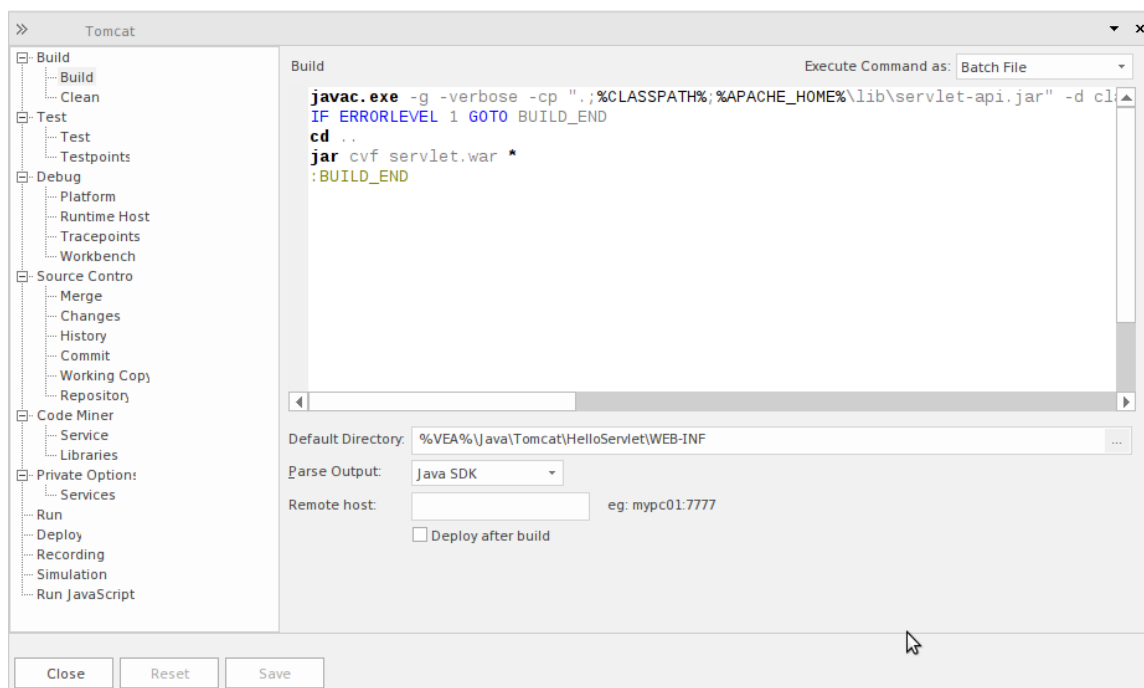 Tomcat
Build
Build
Clean
Test
Test
Testpoints
Debug
Platform
Runtime Host
Tracepoints
Workbench
Source Contro
Merge
Changes
History
Commit
Working Copy
Repository
Code Miner
Service
Libraries
Private Options
Services
Run
Deploy
Recording
Simulation
Run JavaScript
Build
Execute Command as: Batch File
javac.exe -g -verbose -cp ".;%CLASSPATH%;%APACHE_HOME%\lib\servlet-api.jar" -d cla
IF ERRORLEVEL 1 GOTO BUILD_END
cd ..
jar cvf servlet.war *
:BUILD_END
Default Directory: %VEA%\Java\Tomcat\HelloServlet\WEB-INF ...
Parse Output: Java SDK
Remote host: eg: mypc01:7777
Deploy after build
Close Reset Save